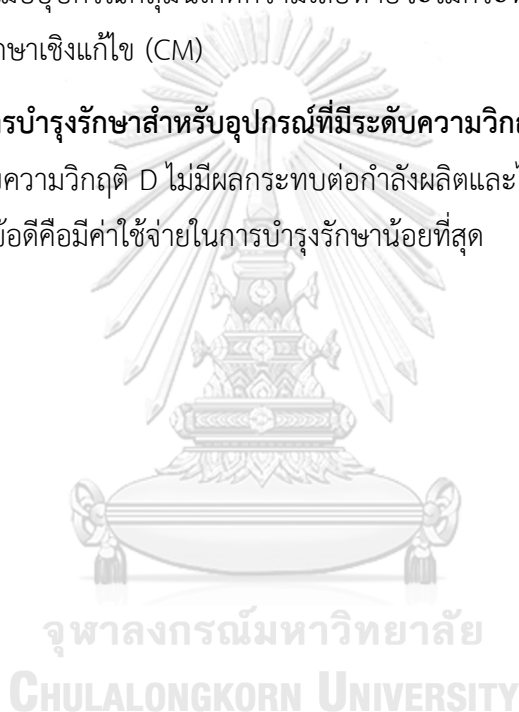 รักษาเชิงแก้ไข (CM)
รบำรุงรักษาสำหรับอุปกรณ์ที่มีระดับความวิกฤ
บความวิกฤติ D ไม่มีผลกระทบต่อกำลังผลิตและไ
ข้อดีคือมีค่าใช้จ่ายในการบำรุงรักษาน้อยที่สุด
จุฬาลงกรณ์มหาวิทยาลัย
CHULALONGKORN UNIVERSITY